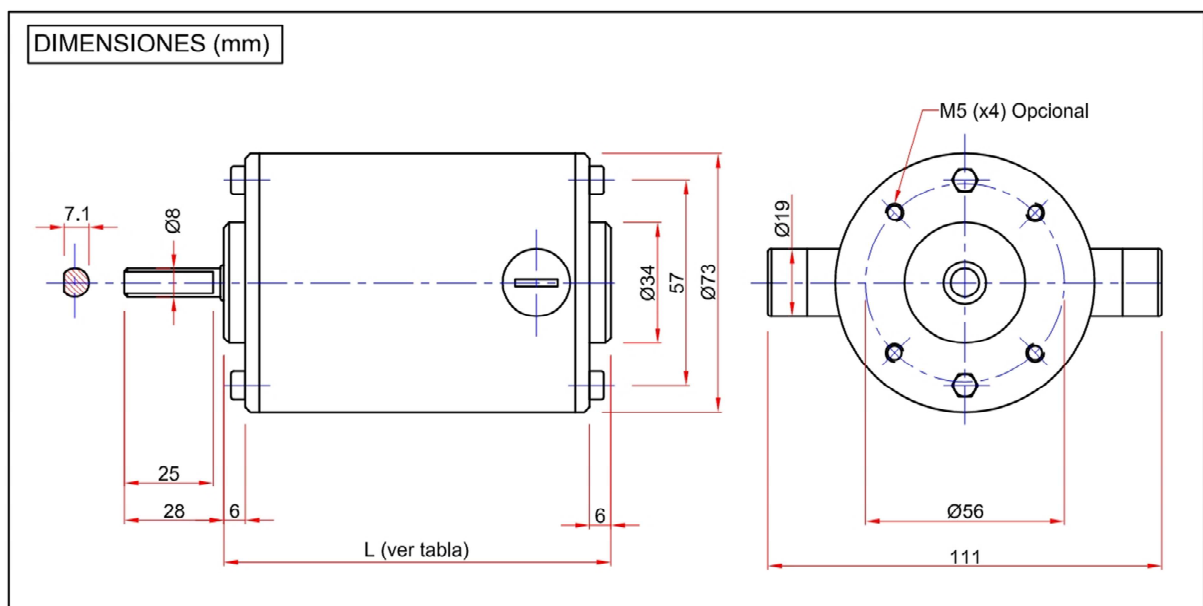 DIMENSIONES (mm)
M5 (x4) Opcional
7.1
Ø8
Ø34
57
Ø73
Ø19
25
28
6
6
L (ver tabla)
Ø56
111